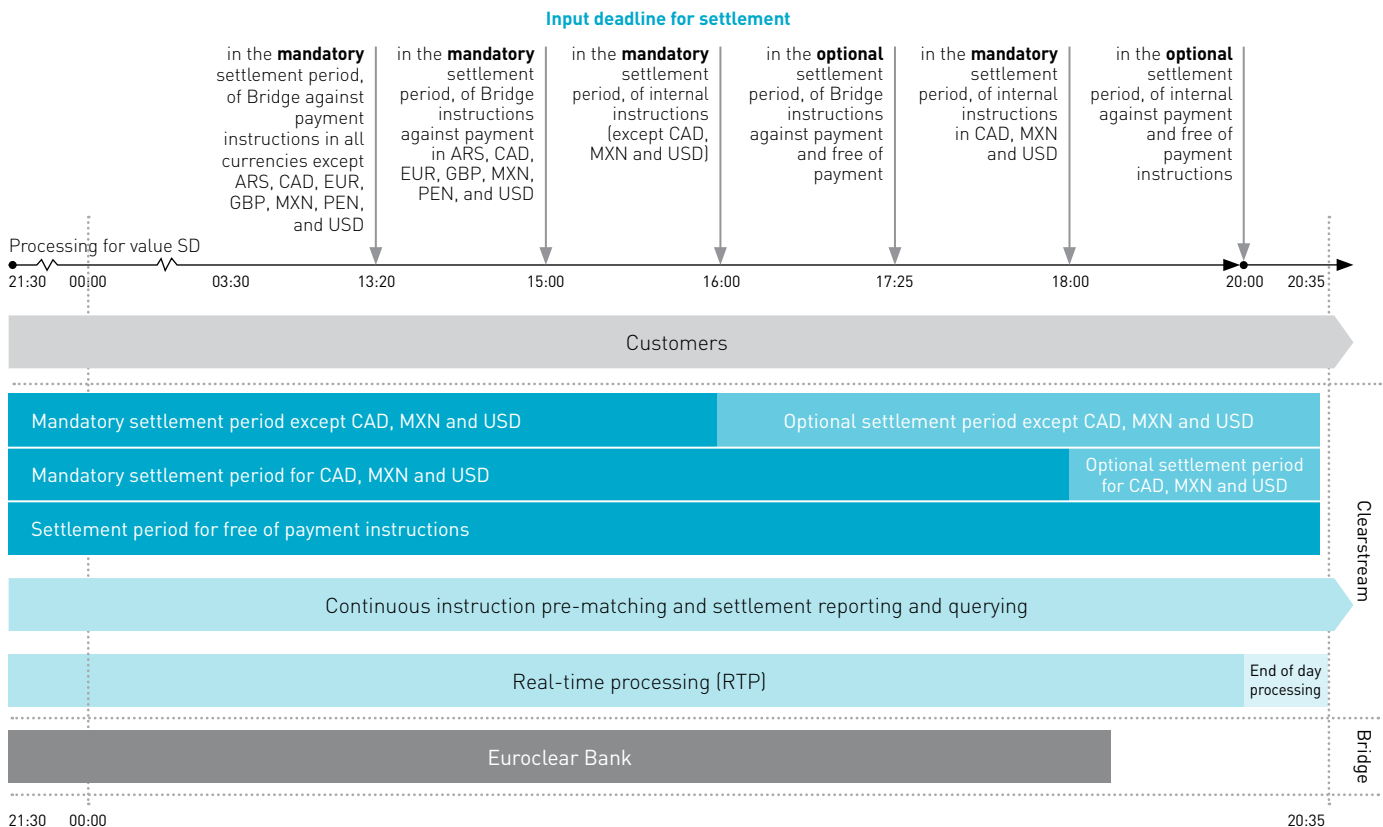 Input deadline for settlement
in the mandatory
settlement period,
of Bridge against
payment
instructions in all
currencies except
ARS, CAD, EUR,
GBP, MXN, PEN,
and USD
in the mandatory
settlement
period, of Bridge
instructions
against payment
in ARS, CAD,
EUR, GBP, MXN,
PEN, and USD
in the mandatory
settlement
period, of internal
instructions
(except CAD,
MXN and USD)
in the optional
settlement
period, of Bridge
instructions
against payment
and free of
payment
in the mandatory
settlement
period, of internal
instructions
in CAD, MXN
and USD
in the optional
settlement
period, of internal
against payment
and free of
payment
instructions
Processing for value SD
21:30 00:00 03:30 13:20 15:00 16:00 17:25 18:00 20:00 20:35
Customers
Mandatory settlement period except CAD, MXN and USD
Optional settlement period except CAD, MXN and USD
Mandatory settlement period for CAD, MXN and USD
Optional settlement period
for CAD, MXN and USD
Settlement period for free of payment instructions
Continuous instruction pre-matching and settlement reporting and querying
Real-time processing (RTP)
End of day
processing
Clearstream
Euroclear Bank
Bridge
21:30 00:00 20:35